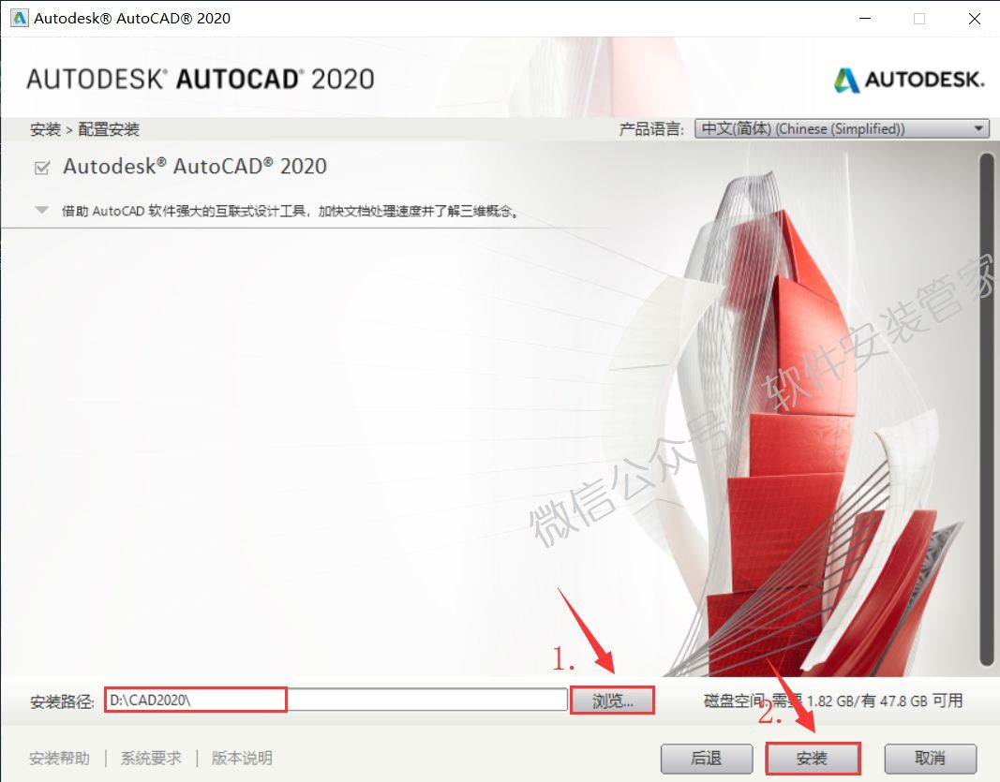 Autodesk® AutoCAD® 2020
AUTODESK® AUTOCAD® 2020
AUTODESK.
安装 > 配置安装
产品语言: 中文(简体) (Chinese (Simplified))
Autodesk® AutoCAD® 2020
借助 AutoCAD 软件强大的互联式设计工具，加快文档处理速度并了解三维概念。
微信公众号 软件安装管家
1.
安装路径: D:\CAD2020\ 浏览... 磁盘空间: 需要 1.82 GB/有 47.8 GB 可用
2.
安装帮助 | 系统要求 | 版本说明 后退 安装 取消